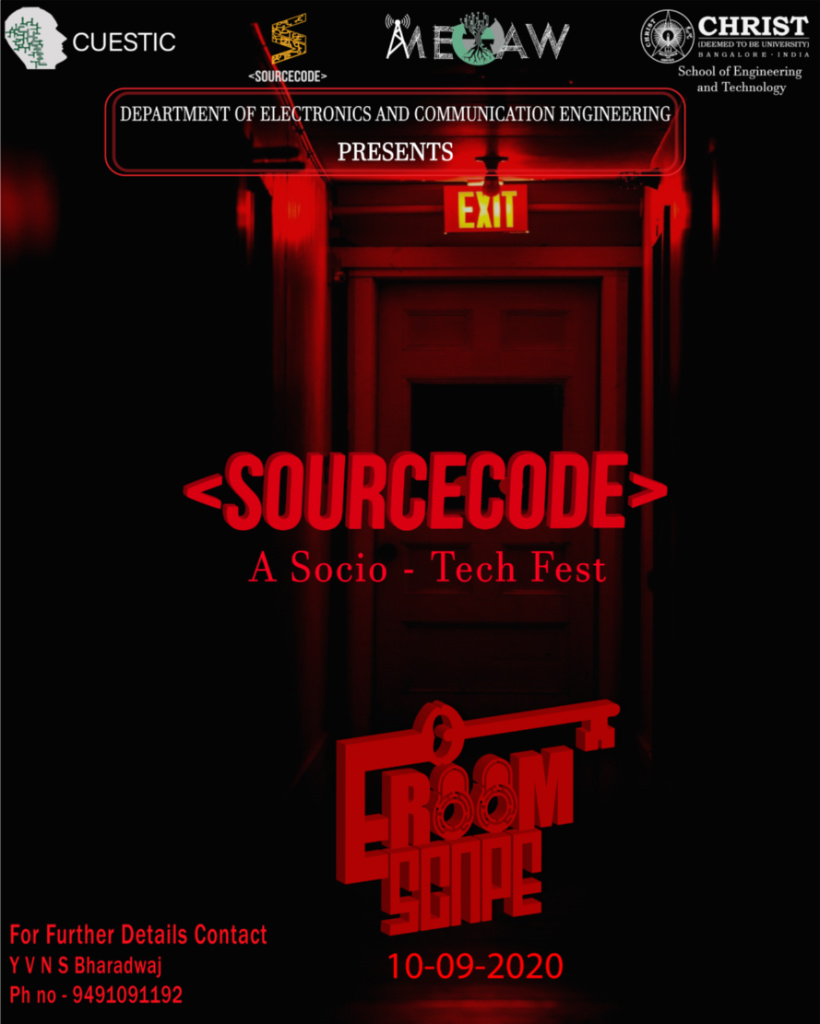 CUESTIC
<SOURCECODE>
MERAW
CHRIST
(DEEMED TO BE UNIVERSITY)
BANGALORE · INDIA
School of Engineering
and Technology
DEPARTMENT OF ELECTRONICS AND COMMUNICATION ENGINEERING
PRESENTS
EXIT
<SOURCECODE>
A Socio - Tech Fest
E ROOM
SCAPE
10-09-2020
For Further Details Contact
Y V N S Bharadwaj
Ph no - 9491091192